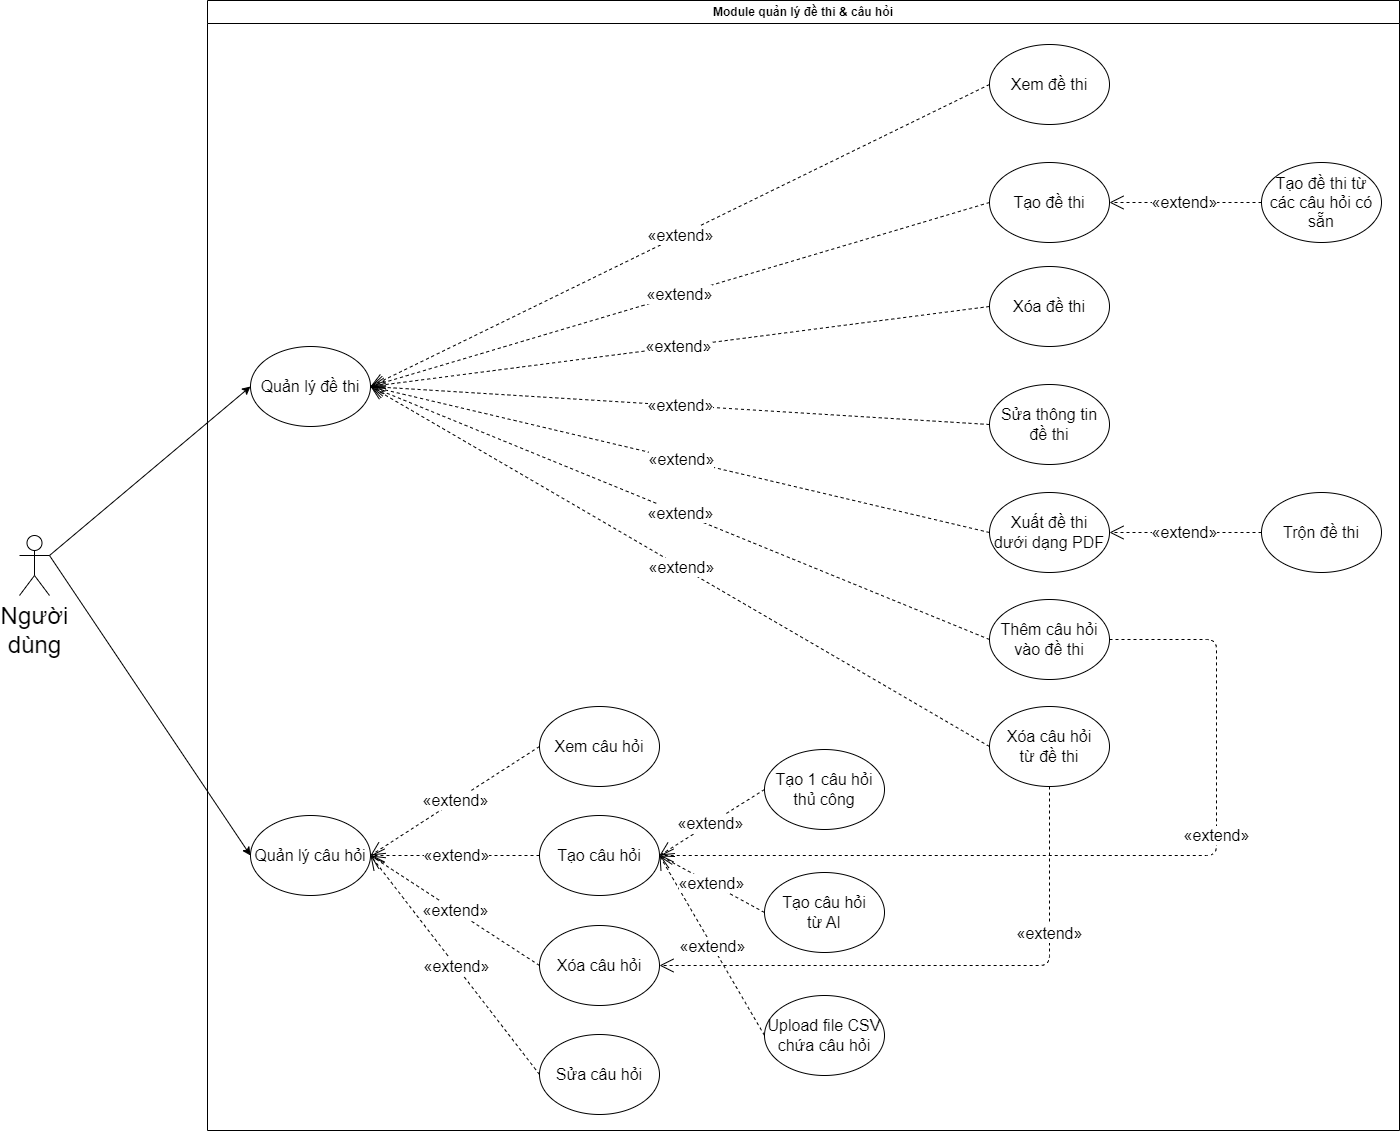 Module quản lý đề thi & câu hỏi
Xem đề thi
«extend»
Tạo đề thi
«extend»
Tạo đề thi từ
các câu hỏi có
sẵn
«extend»
Xóa đề thi
«extend»
Quản lý đề thi
Sửa thông tin
đề thi
«extend»
Xuất đề thi
dưới dạng PDF
«extend»
Trộn đề thi
«extend»
Thêm câu hỏi
vào đề thi
«extend»
Xóa câu hỏi
từ đề thi
«extend»
Người
dùng
Xem câu hỏi
«extend»
Tạo 1 câu hỏi
thủ công
«extend»
«extend»
Quản lý câu hỏi
«extend»
Tạo câu hỏi
«extend»
Tạo câu hỏi
từ AI
«extend»
«extend»
«extend»
Xóa câu hỏi
«extend»
Upload file CSV
chứa câu hỏi
Sửa câu hỏi